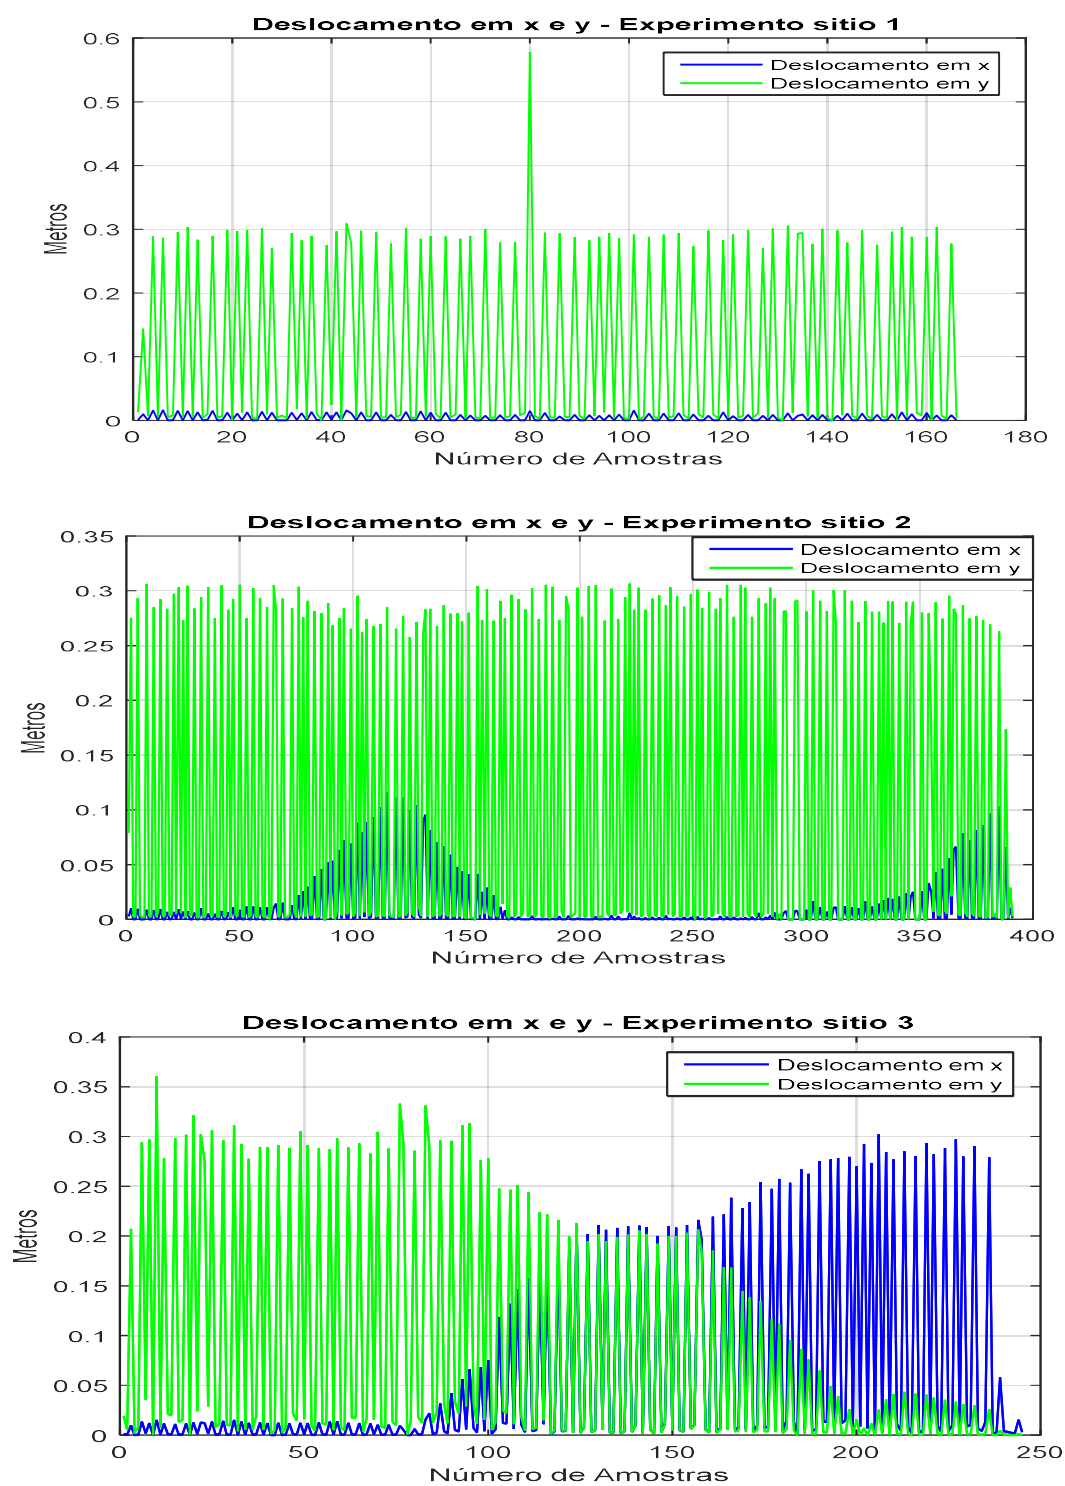 Deslocamento em x e y - Experimento sitio 1
0.6
0.5
0.4
0.3
0.2
0.1
0
Metros
Deslocamento em x
Deslocamento em y
0 20 40 60 80 100 120 140 160 180
Número de Amostras
Deslocamento em x e y - Experimento sitio 2
0.35
0.3
0.25
0.2
0.15
0.1
0.05
0
Metros
Deslocamento em x
Deslocamento em y
0 50 100 150 200 250 300 350 400
Número de Amostras
Deslocamento em x e y - Experimento sitio 3
0.4
0.35
0.3
0.25
0.2
0.15
0.1
0.05
0
Metros
Deslocamento em x
Deslocamento em y
0 50 100 150 200 250
Número de Amostras